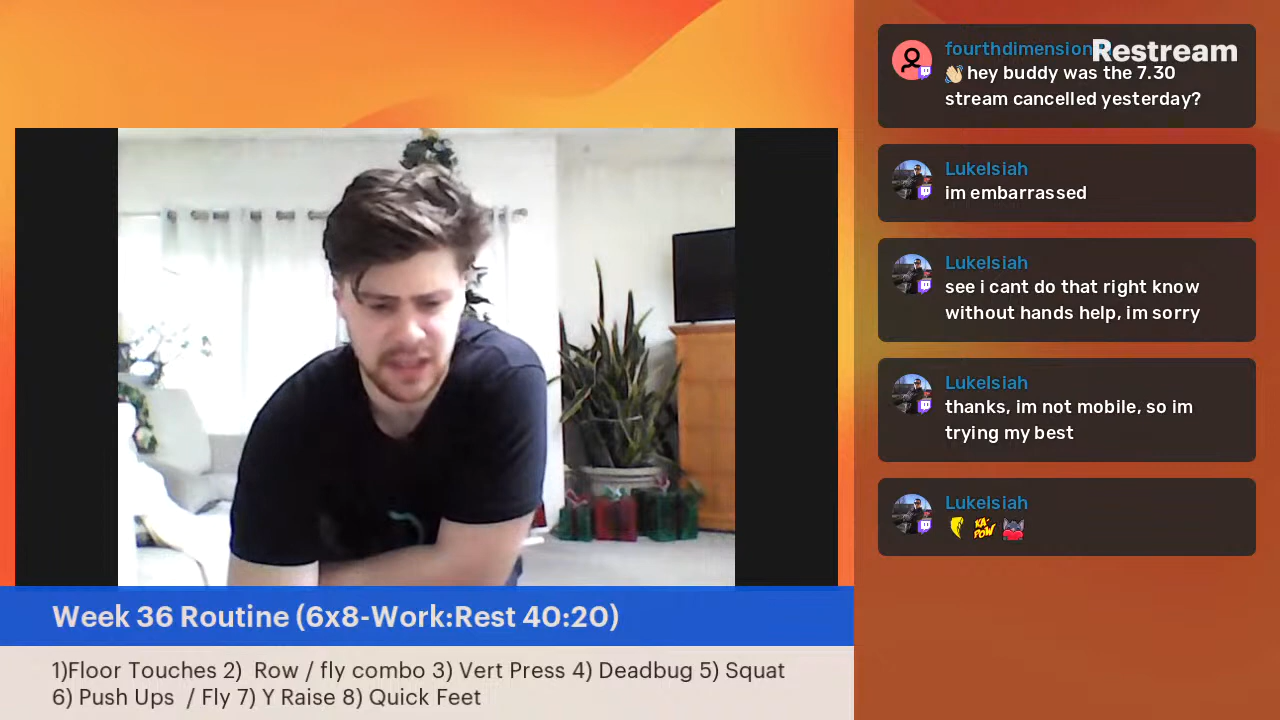 fourthdimension
Restream
hey buddy was the 7.30
stream cancelled yesterday?
LukeIsiah
im embarrassed
LukeIsiah
see i cant do that right know
without hands help, im sorry
LukeIsiah
thanks, im not mobile, so im
trying my best
LukeIsiah
KA-
POW
Week 36 Routine (6x8-Work:Rest 40:20)
1)Floor Touches 2)  Row / fly combo 3) Vert Press 4) Deadbug 5) Squat
6) Push Ups  / Fly 7) Y Raise 8) Quick Feet